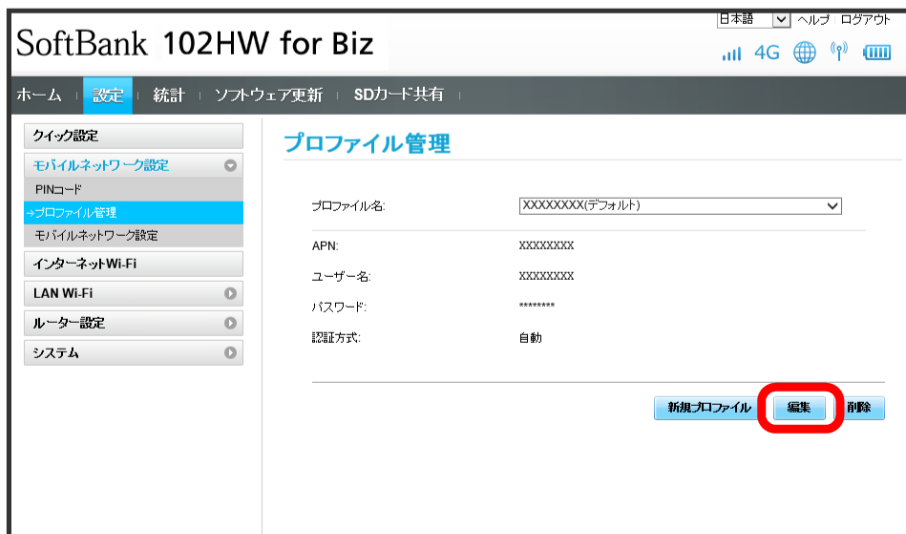 日本語 ヘルプ ログアウト
SoftBank 102HW for Biz
4G
ホーム 設定 統計 ソフトウェア更新 SDカード共有
クイック設定
モバイルネットワーク設定
PINコード
→プロファイル管理
モバイルネットワーク設定
インターネットWi-Fi
LAN Wi-Fi
ルーター設定
システム
プロファイル管理
プロファイル名: XXXXXXXX(デフォルト)
APN: XXXXXXXX
ユーザー名: XXXXXXXX
パスワード: ********
認証方式: 自動
新規プロファイル 編集 削除